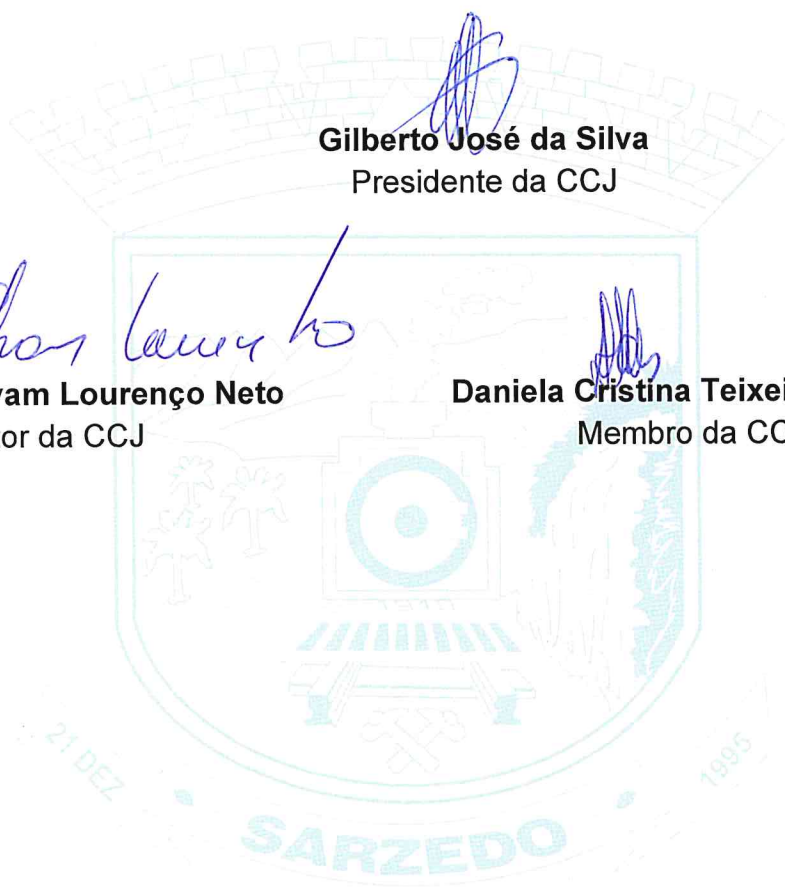 Gilberto José da Silva
Presidente da CCJ
vam Lourenço Neto
or da CCJ
Daniela Cristina Teixei
Membro da CC
1917
21 DEZ
1995
SARZEDO